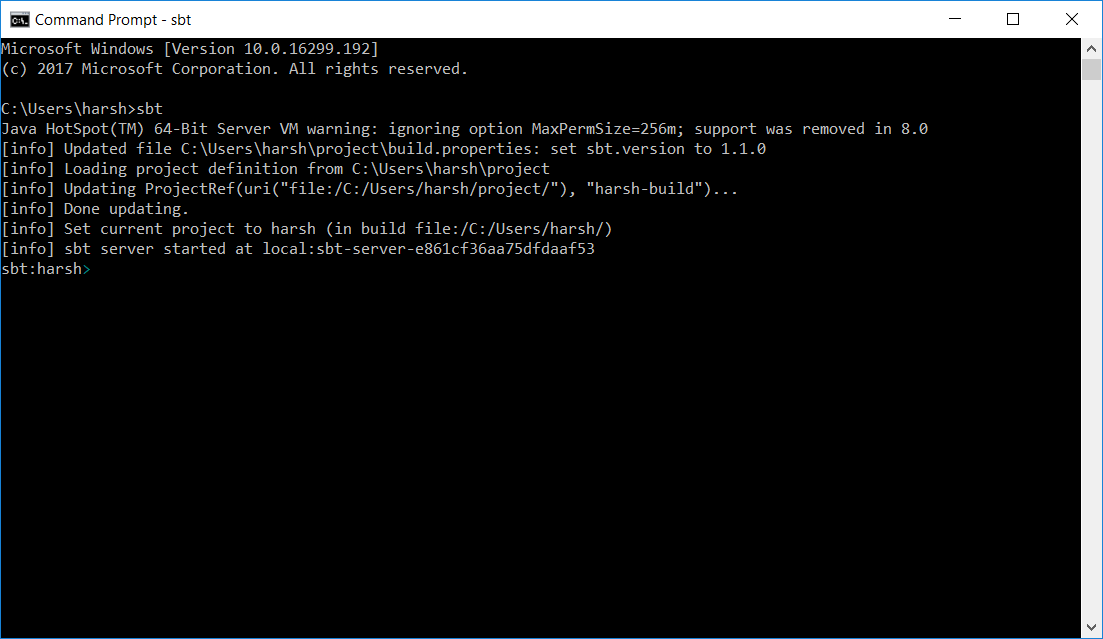 Command Prompt - sbt
Microsoft Windows [Version 10.0.16299.192]
(c) 2017 Microsoft Corporation. All rights reserved.
C:\Users\harsh>sbt
Java HotSpot(TM) 64-Bit Server VM warning: ignoring option MaxPermSize=256m; support was removed in 8.0
[info] Updated file C:\Users\harsh\project\build.properties: set sbt.version to 1.1.0
[info] Loading project definition from C:\Users\harsh\project
[info] Updating ProjectRef(uri("file:/C:/Users/harsh/project/"), "harsh-build")...
[info] Done updating.
[info] Set current project to harsh (in build file:/C:/Users/harsh/)
[info] sbt server started at local:sbt-server-e861cf36aa75dfdaaf53
sbt:harsh>